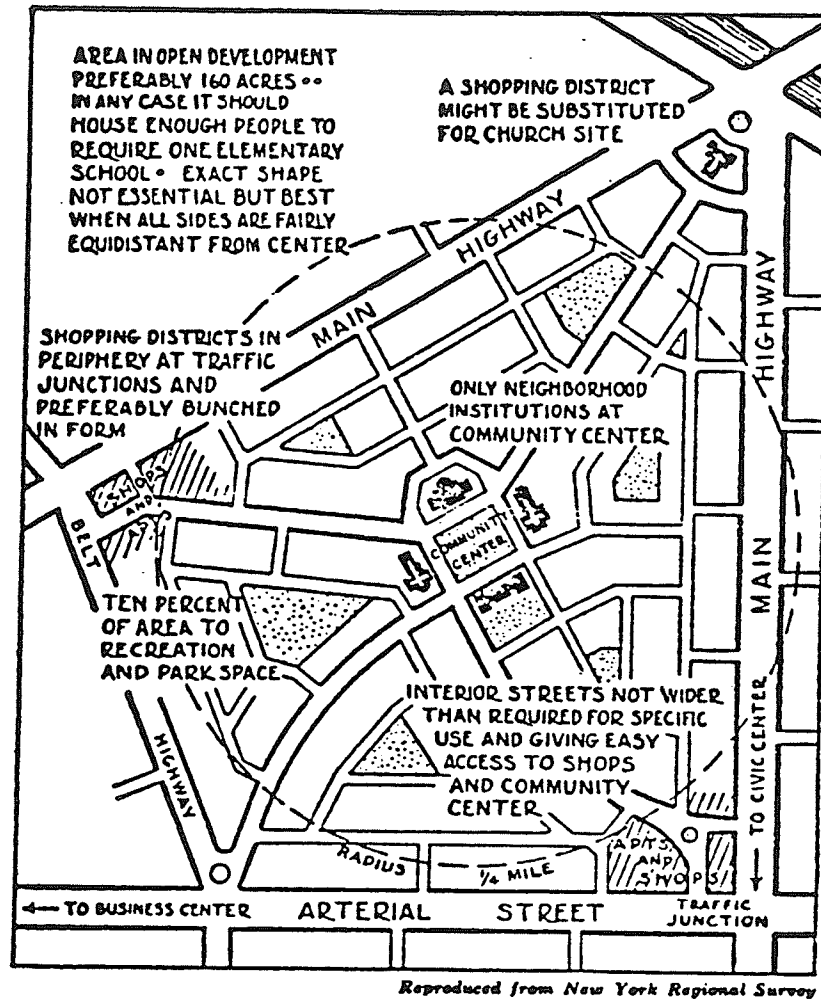 AREA IN OPEN DEVELOPMENT
PREFERABLY 160 ACRES ••
IN ANY CASE IT SHOULD
HOUSE ENOUGH PEOPLE TO
REQUIRE ONE ELEMENTARY
SCHOOL • EXACT SHAPE
NOT ESSENTIAL BUT BEST
WHEN ALL SIDES ARE FAIRLY
EQUIDISTANT FROM CENTER
A SHOPPING DISTRICT
MIGHT BE SUBSTITUTED
FOR CHURCH SITE
MAIN HIGHWAY
SHOPPING DISTRICTS IN
PERIPHERY AT TRAFFIC
JUNCTIONS AND
PREFERABLY BUNCHED
IN FORM
ONLY NEIGHBORHOOD
INSTITUTIONS AT
COMMUNITY CENTER
HIGHWAY
MAIN
SHOPS
AND
COMMUNITY
CENTER
BELT
HIGHWAY
TEN PERCENT
OF AREA TO
RECREATION
AND PARK SPACE
INTERIOR STREETS NOT WIDER
THAN REQUIRED FOR SPECIFIC
USE AND GIVING EASY
ACCESS TO SHOPS
AND COMMUNITY
CENTER
TO CIVIC CENTER
RADIUS 1/4 MILE
APTS
AND
SHOPS
TRAFFIC
JUNCTION
← TO BUSINESS CENTER
ARTERIAL STREET
Reproduced from New York Regional Survey